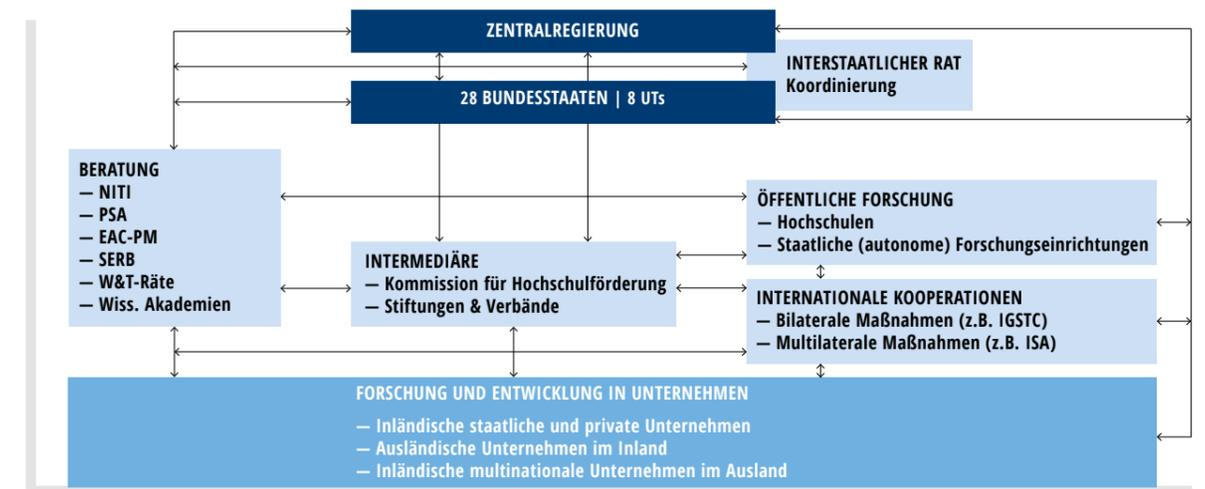 ZENTRALREGIERUNG
INTERSTAATLICHER RAT
Koordinierung
28 BUNDESSTAATEN | 8 UTs
BERATUNG
— NITI
— PSA
— EAC-PM
— SERB
— W&T-Räte
— Wiss. Akademien
ÖFFENTLICHE FORSCHUNG
— Hochschulen
— Staatliche (autonome) Forschungseinrichtungen
INTERMEDIÄRE
— Kommission für Hochschulförderung
— Stiftungen & Verbände
INTERNATIONALE KOOPERATIONEN
— Bilaterale Maßnahmen (z.B. IGSTC)
— Multilaterale Maßnahmen (z.B. ISA)
FORSCHUNG UND ENTWICKLUNG IN UNTERNEHMEN
— Inländische staatliche und private Unternehmen
— Ausländische Unternehmen im Inland
— Inländische multinationale Unternehmen im Ausland